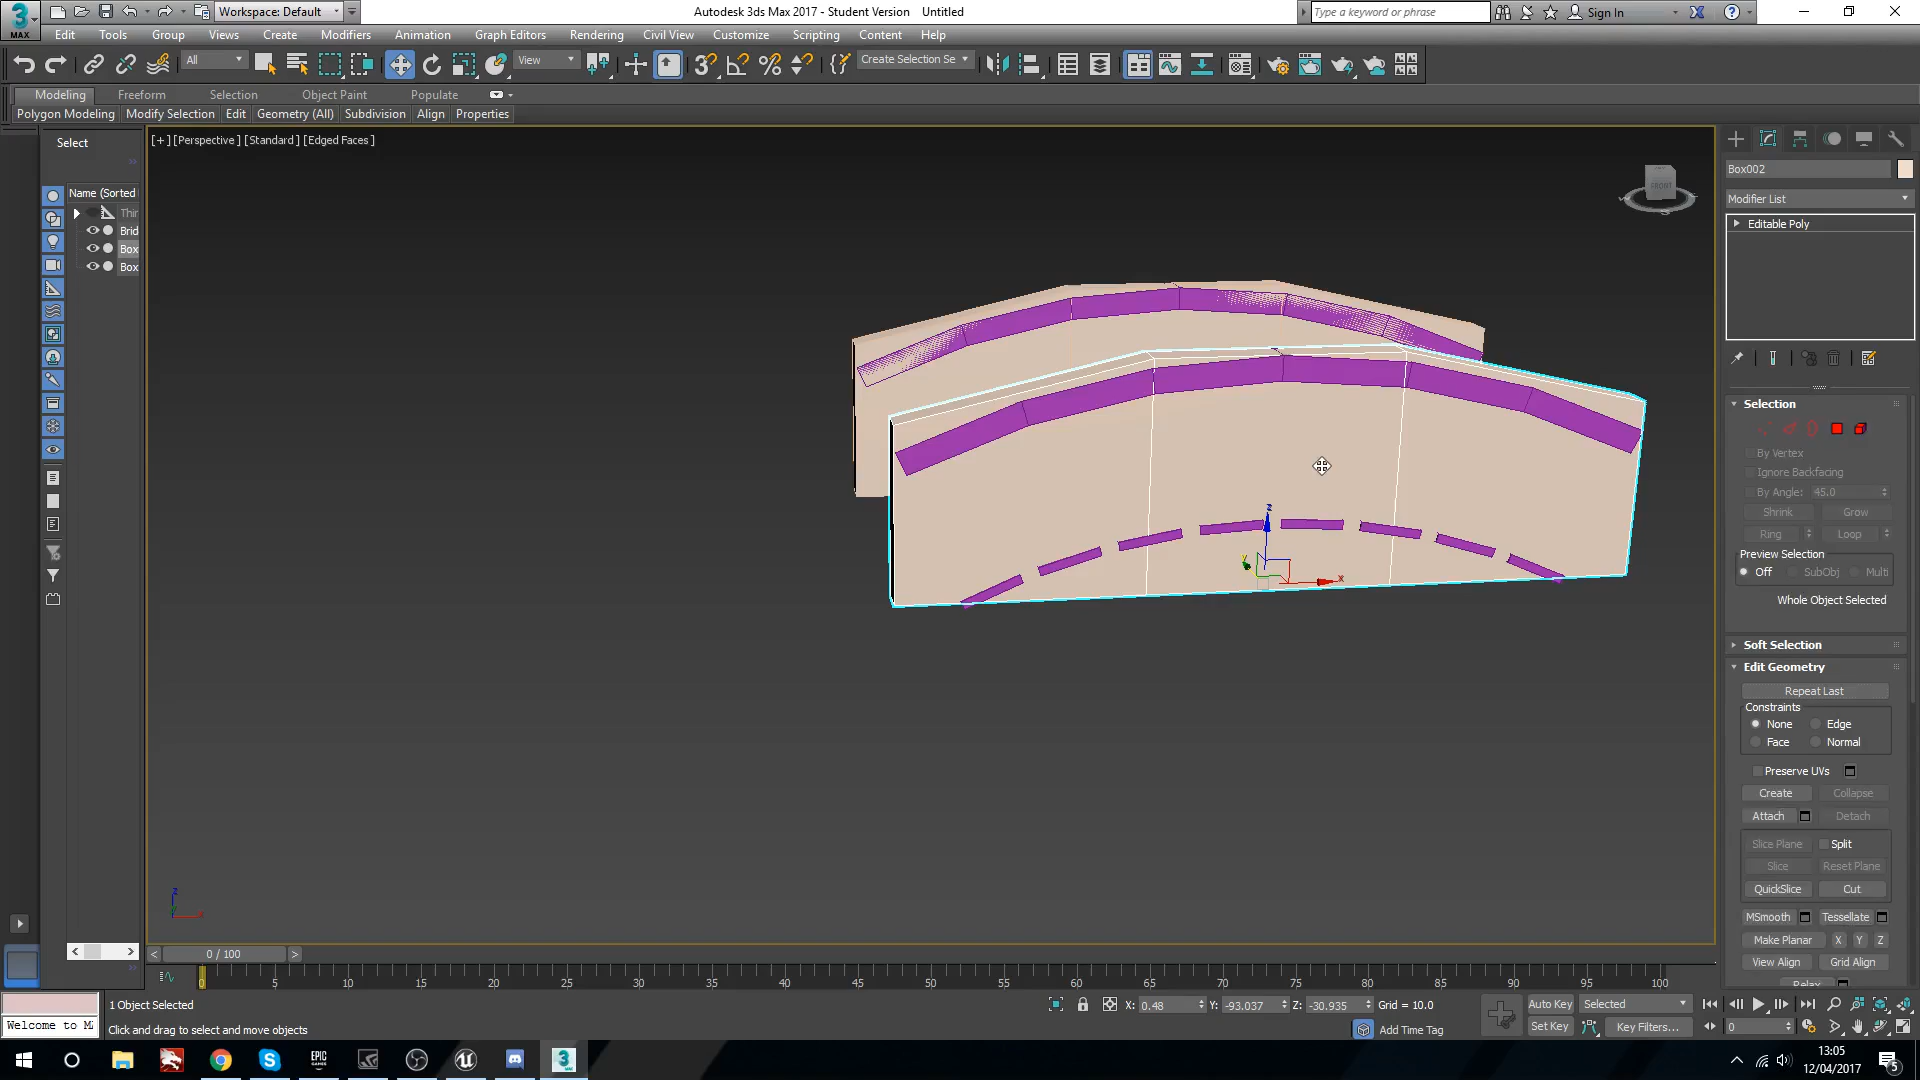 Workspace: Default
Autodesk 3ds Max 2017 - Student Version    Untitled
Type a keyword or phrase
Sign In
MAX
Edit Tools Group Views Create Modifiers Animation Graph Editors Rendering Civil View Customize Scripting Content Help
All
View
Create Selection Se
Modeling Freeform Selection Object Paint Populate
Polygon Modeling Modify Selection Edit Geometry (All) Subdivision Align Properties
Select
[+] [Perspective] [Standard] [Edged Faces]
FRONT
Name (Sorted
Thir
Brid
Box
Box
Box002
Modifier List
Editable Poly
Selection
By Vertex
Ignore Backfacing
By Angle: 45.0
Shrink Grow
Ring Loop
Preview Selection
Off SubObj Multi
Whole Object Selected
Soft Selection
Edit Geometry
Repeat Last
Constraints
None Edge
Face Normal
Preserve UVs
Create Collapse
Attach Detach
Slice Plane Split
Slice Reset Plane
QuickSlice Cut
MSmooth Tessellate
Make Planar X Y Z
View Align Grid Align
Relax
z
x
0 / 100
0 5 10 15 20 25 30 35 40 45 50 55 60 65 70 75 80 85 90 95 100
1 Object Selected
X: 0.48 Y: -93.037 Z: -30.935 Grid = 10.0
Auto Key Selected
Welcome to M
Click and drag to select and move objects
Add Time Tag
Set Key Key Filters...
0
EPIC
GAMES
13:05
12/04/2017
5